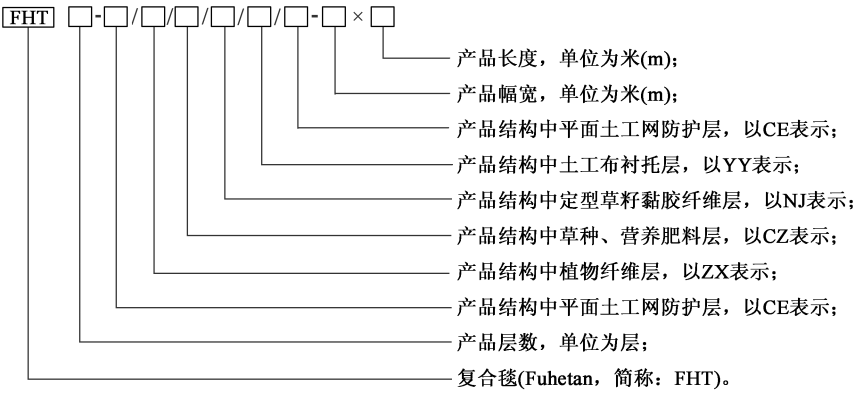 FHT □-□/□/□/□/□/□-□×□
产品长度，单位为米(m)；
产品幅宽，单位为米(m)；
产品结构中平面土工网防护层，以CE表示；
产品结构中土工布衬托层，以YY表示；
产品结构中定型草籽黏胶纤维层，以NJ表示；
产品结构中草种、营养肥料层，以CZ表示；
产品结构中植物纤维层，以ZX表示；
产品结构中平面土工网防护层，以CE表示；
产品层数，单位为层；
复合毯(Fuhetan，简称：FHT)。